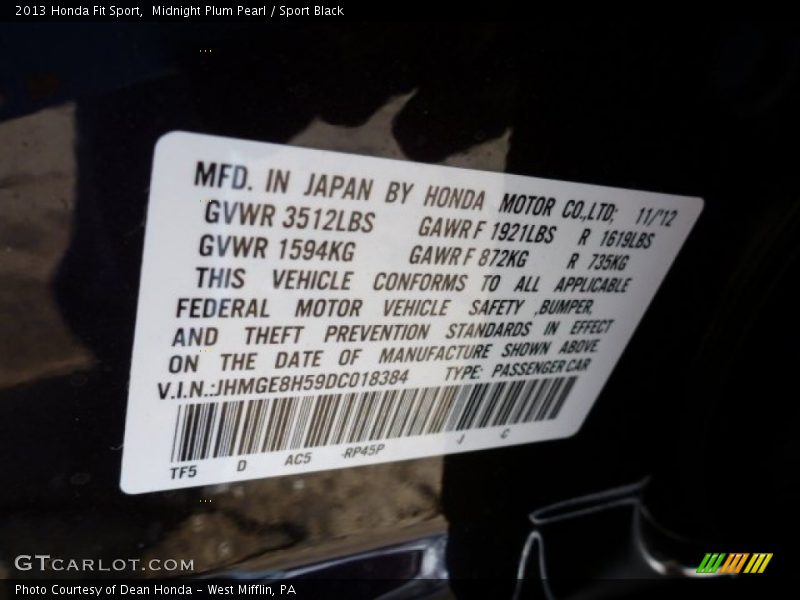 2013 Honda Fit Sport,  Midnight Plum Pearl / Sport Black
MFD. IN JAPAN BY HONDA MOTOR CO.,LTD; 11/'12
GVWR 3512LBS GAWR F 1921LBS R 1619LBS
GVWR 1594KG GAWR F 872KG R 735KG
THIS VEHICLE CONFORMS TO ALL APPLICABLE
FEDERAL MOTOR VEHICLE SAFETY ,BUMPER,
AND THEFT PREVENTION STANDARDS IN EFFECT
ON THE DATE OF MANUFACTURE SHOWN ABOVE.
V.I.N.:JHMGE8H59DC018384 TYPE: PASSENGER CAR
TF5 D AC5 -RP45P J C
GTCARLOT.COM
Photo Courtesy of Dean Honda - West Mifflin, PA